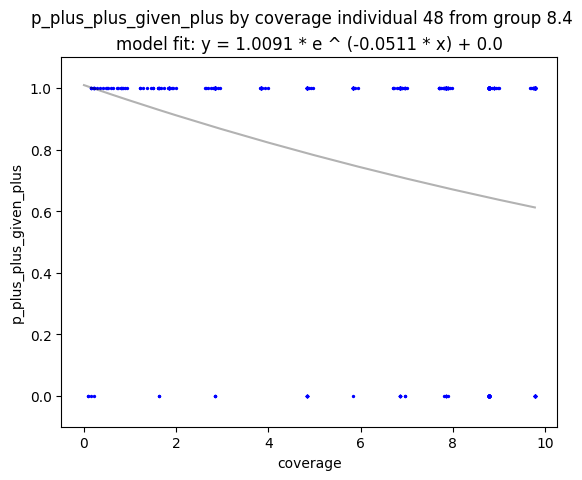 p_plus_plus_given_plus by coverage individual 48 from group 8.4
model fit: y = 1.0091 * e ^ (-0.0511 * x) + 0.0
1.0
0.8
0.6
0.4
0.2
0.0
p_plus_plus_given_plus
0 2 4 6 8 10
coverage